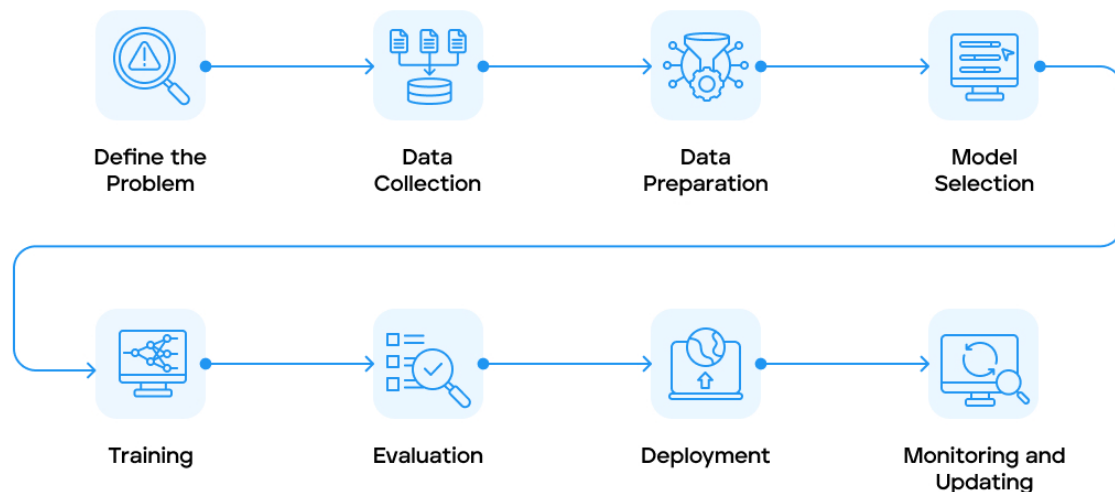 Define the
Problem
Data
Collection
Data
Preparation
Model
Selection
Training
Evaluation
Deployment
Monitoring and
Updating